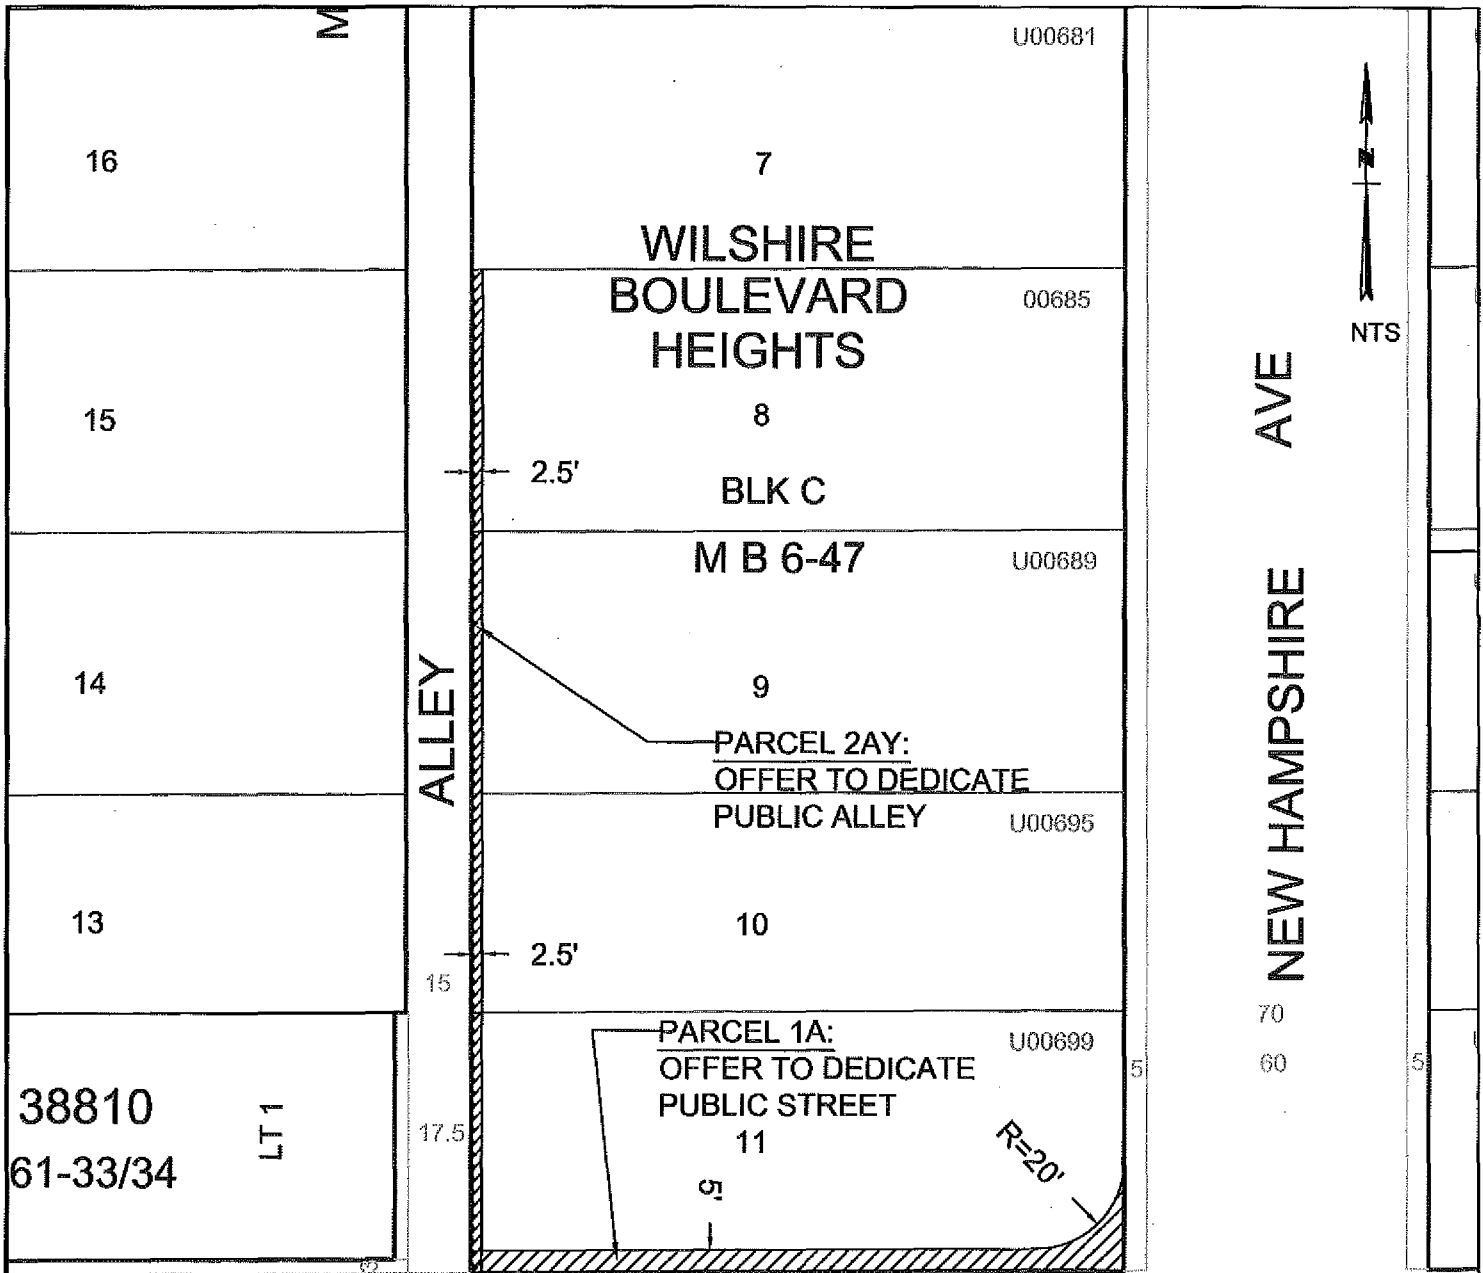 M
U00681
16
7
N
WILSHIRE
BOULEVARD
HEIGHTS
00685
NTS
15
8
2.5'
BLK C
M B 6-47
U00689
AVE
14
9
ALLEY
PARCEL 2AY:
OFFER TO DEDICATE
PUBLIC ALLEY
U00695
NEW HAMPSHIRE
13
10
2.5'
15
70
60
5
5
PARCEL 1A:
OFFER TO DEDICATE
PUBLIC STREET
U00699
11
38810
61-33/34
LT 1
17.5
5'
R=20'